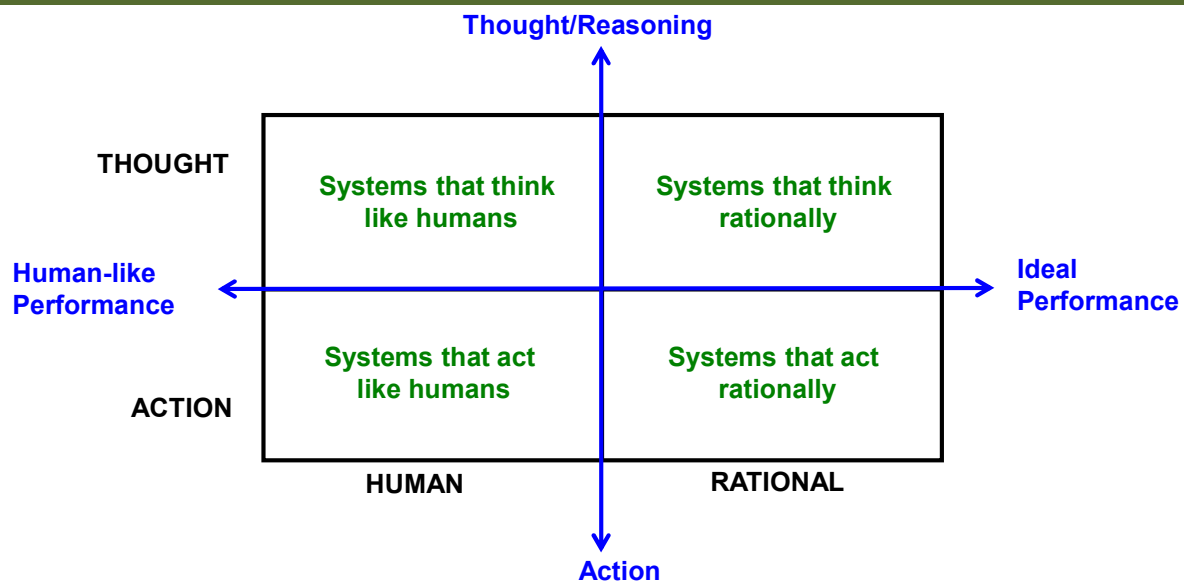 Thought/Reasoning
THOUGHT
Systems that think
like humans
Systems that think
rationally
Human-like
Performance
Ideal
Performance
Systems that act
like humans
Systems that act
rationally
ACTION
HUMAN
RATIONAL
Action